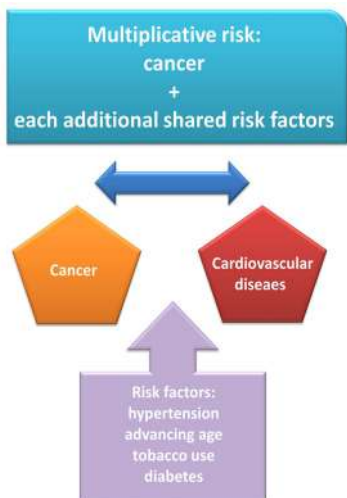 Multiplicative risk:
cancer
+
each additional shared risk factors
Cancer
Cardiovascular
diseaes
Risk factors:
hypertension
advancing age
tobacco use
diabetes